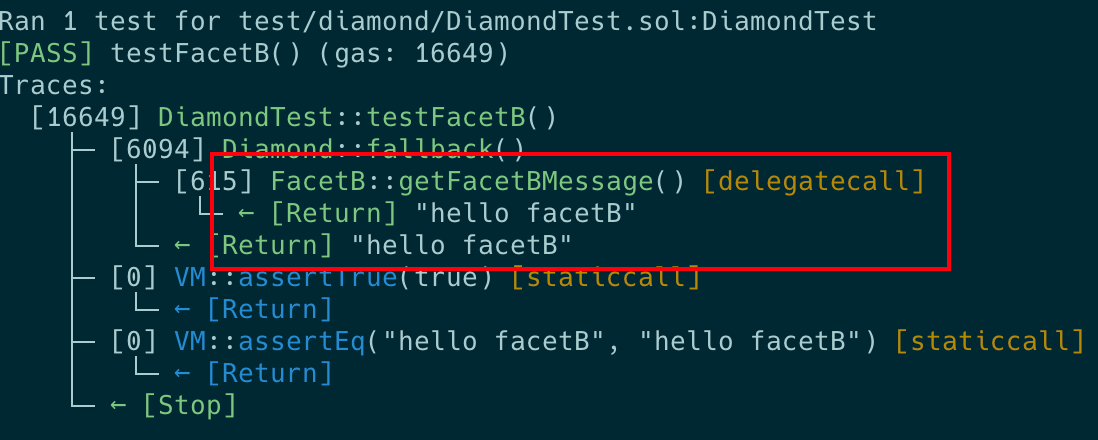 Ran 1 test for test/diamond/DiamondTest.sol:DiamondTest
[PASS] testFacetB() (gas: 16649)
Traces:
[16649] DiamondTest::testFacetB()
[6094] Diamond::fallback()
[615] FacetB::getFacetBMessage() [delegatecall]
← [Return] "hello facetB"
← [Return] "hello facetB"
[0] VM::assertTrue(true) [staticcall]
← [Return]
[0] VM::assertEq("hello facetB", "hello facetB") [staticcall]
← [Return]
← [Stop]